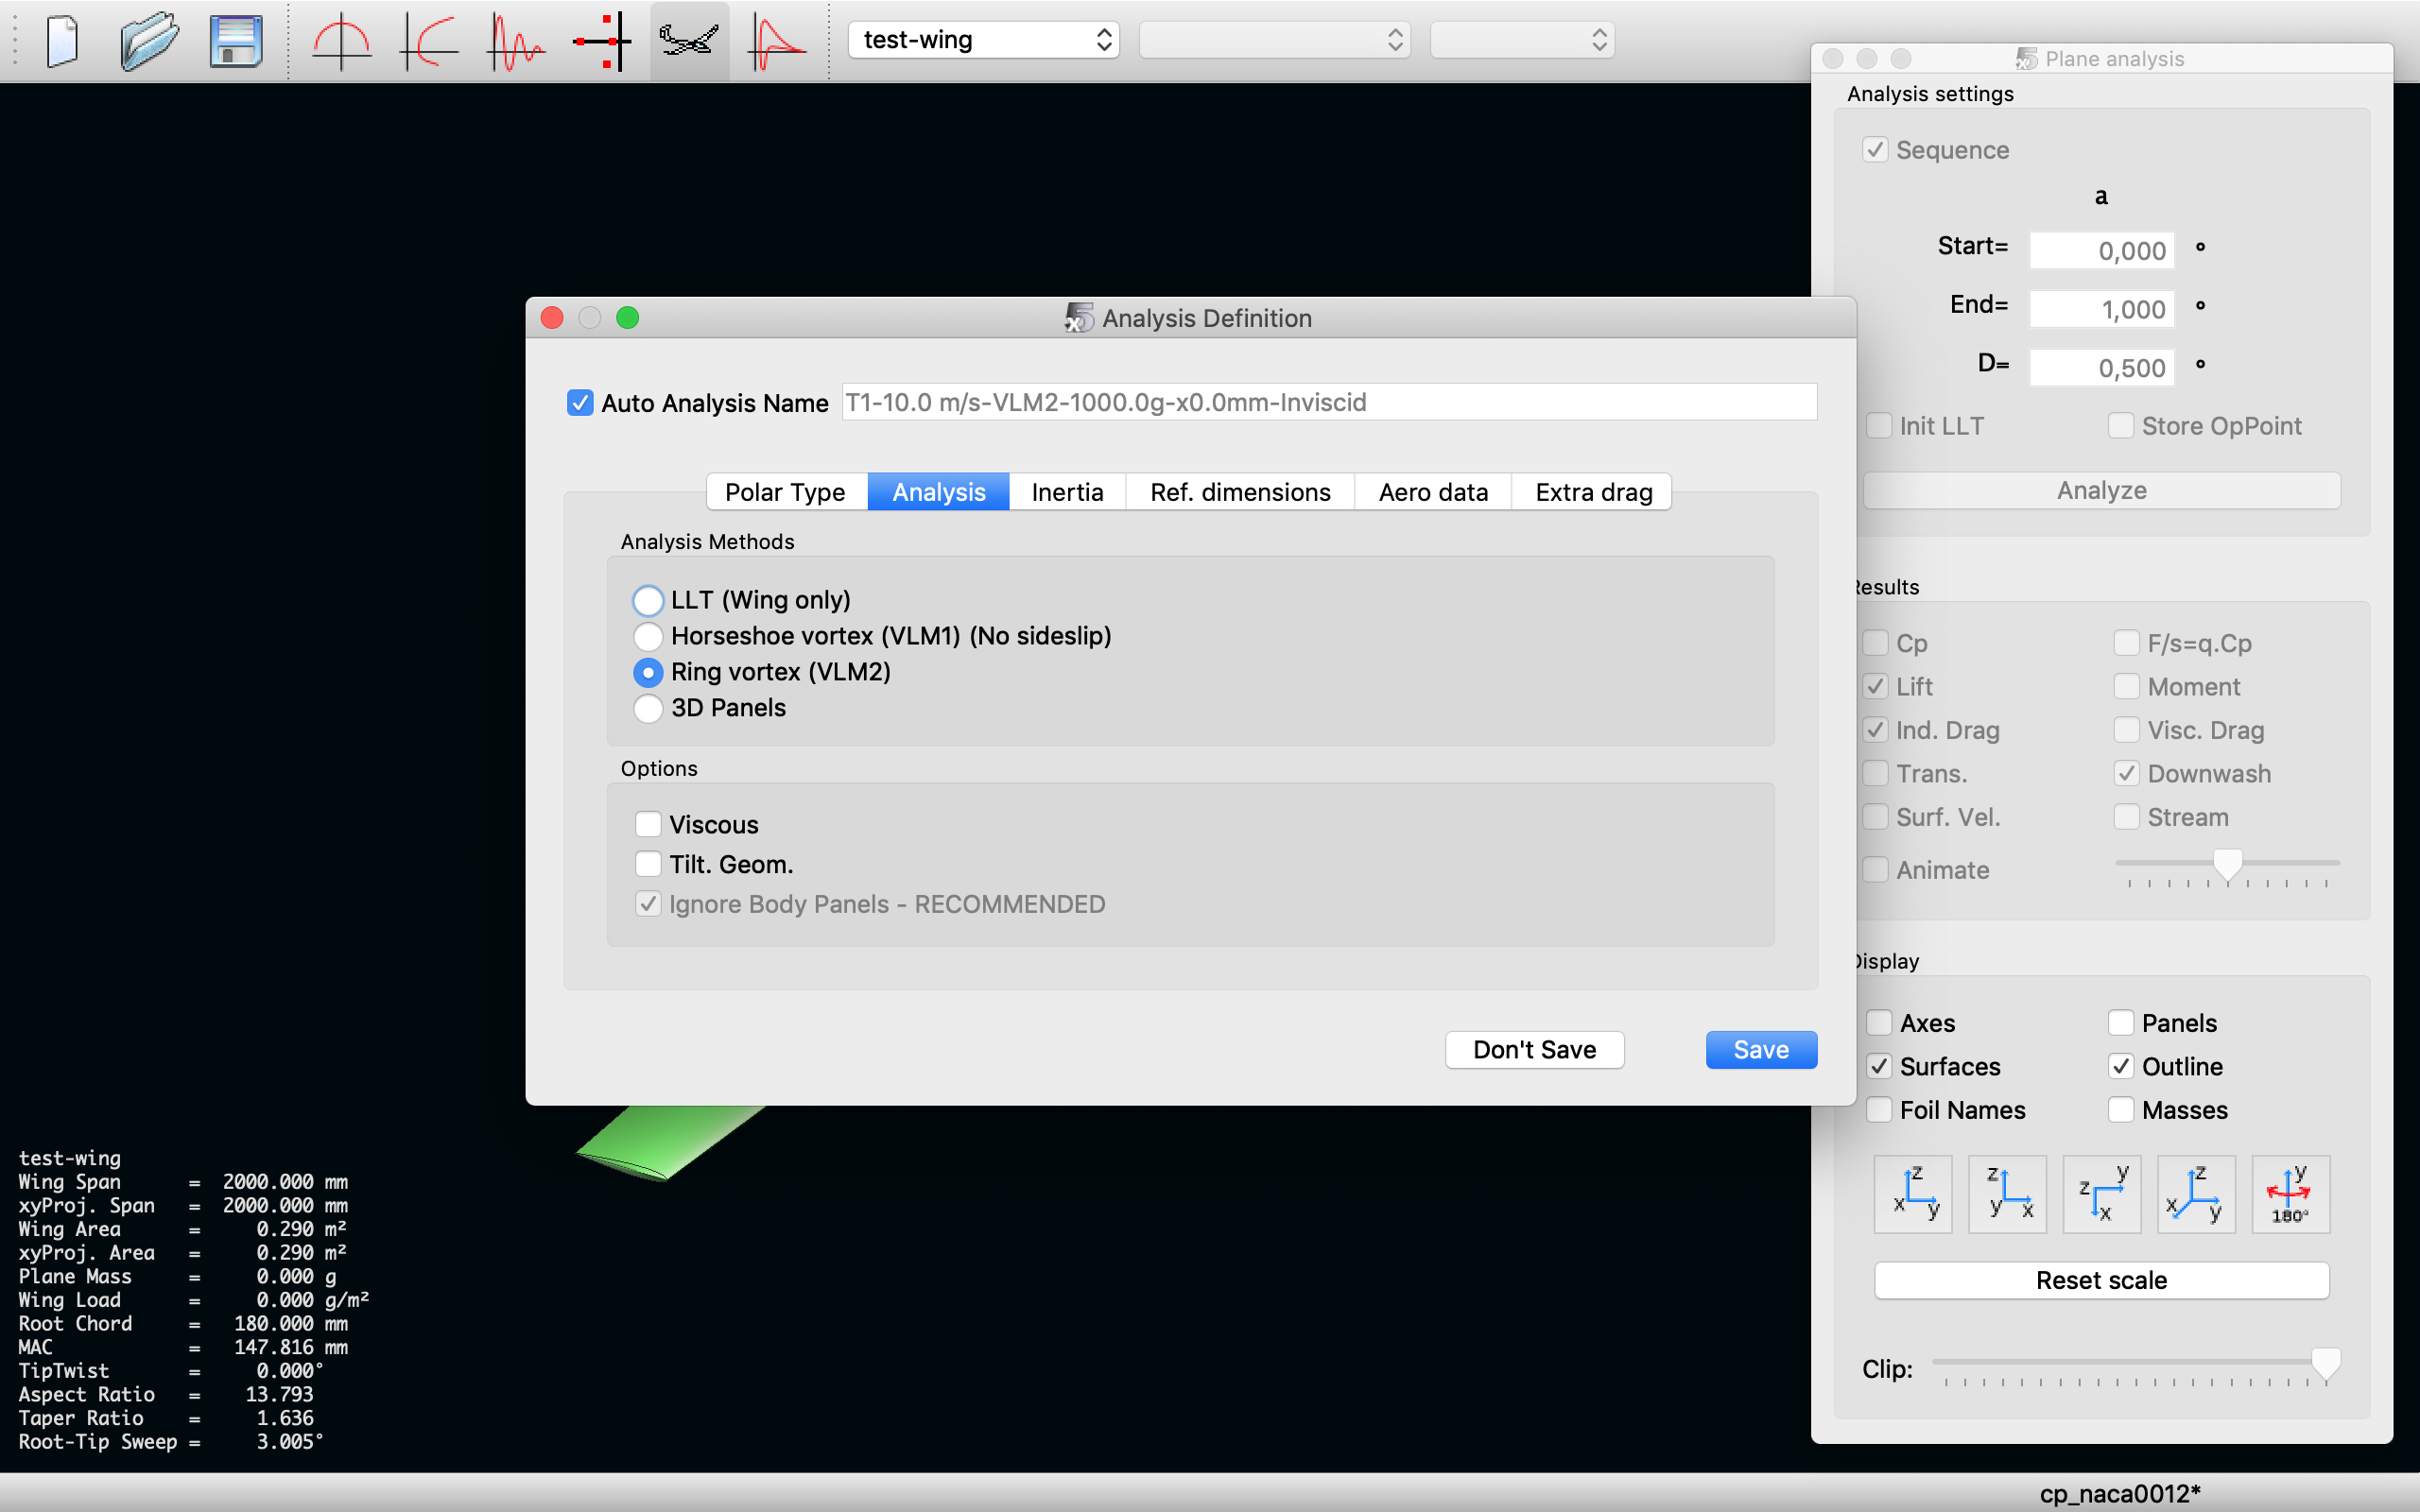 test-wing
Plane analysis
Analysis settings
Sequence
a
Start= 0,000 °
End= 1,000 °
D= 0,500 °
Init LLT Store OpPoint
Analyze
Results
Cp F/s=q.Cp
Lift Moment
Ind. Drag Visc. Drag
Trans. Downwash
Surf. Vel. Stream
Animate
Display
Axes Panels
Surfaces Outline
Foil Names Masses
x z y
z y x
z y x
z x y
y 180°
Reset scale
Clip:
Analysis Definition
Auto Analysis Name T1-10.0 m/s-VLM2-1000.0g-x0.0mm-Inviscid
Polar Type Analysis Inertia Ref. dimensions Aero data Extra drag
Analysis Methods
LLT (Wing only)
Horseshoe vortex (VLM1) (No sideslip)
Ring vortex (VLM2)
3D Panels
Options
Viscous
Tilt. Geom.
Ignore Body Panels - RECOMMENDED
Don't Save Save
test-wing
Wing Span = 2000.000 mm
xyProj. Span = 2000.000 mm
Wing Area = 0.290 m²
xyProj. Area = 0.290 m²
Plane Mass = 0.000 g
Wing Load = 0.000 g/m²
Root Chord = 180.000 mm
MAC = 147.816 mm
TipTwist = 0.000°
Aspect Ratio = 13.793
Taper Ratio = 1.636
Root-Tip Sweep = 3.005°
cp_naca0012*